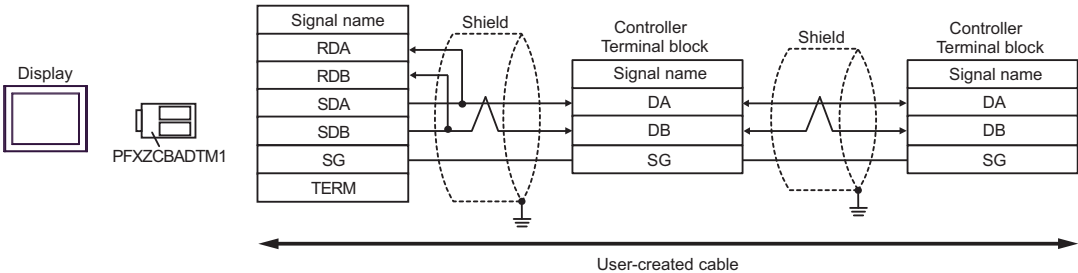 Display
PFXZCBADTM1
Signal name
RDA
RDB
SDA
SDB
SG
TERM
Shield
Controller
Terminal block
Signal name
DA
DB
SG
Shield
Controller
Terminal block
Signal name
DA
DB
SG
User-created cable